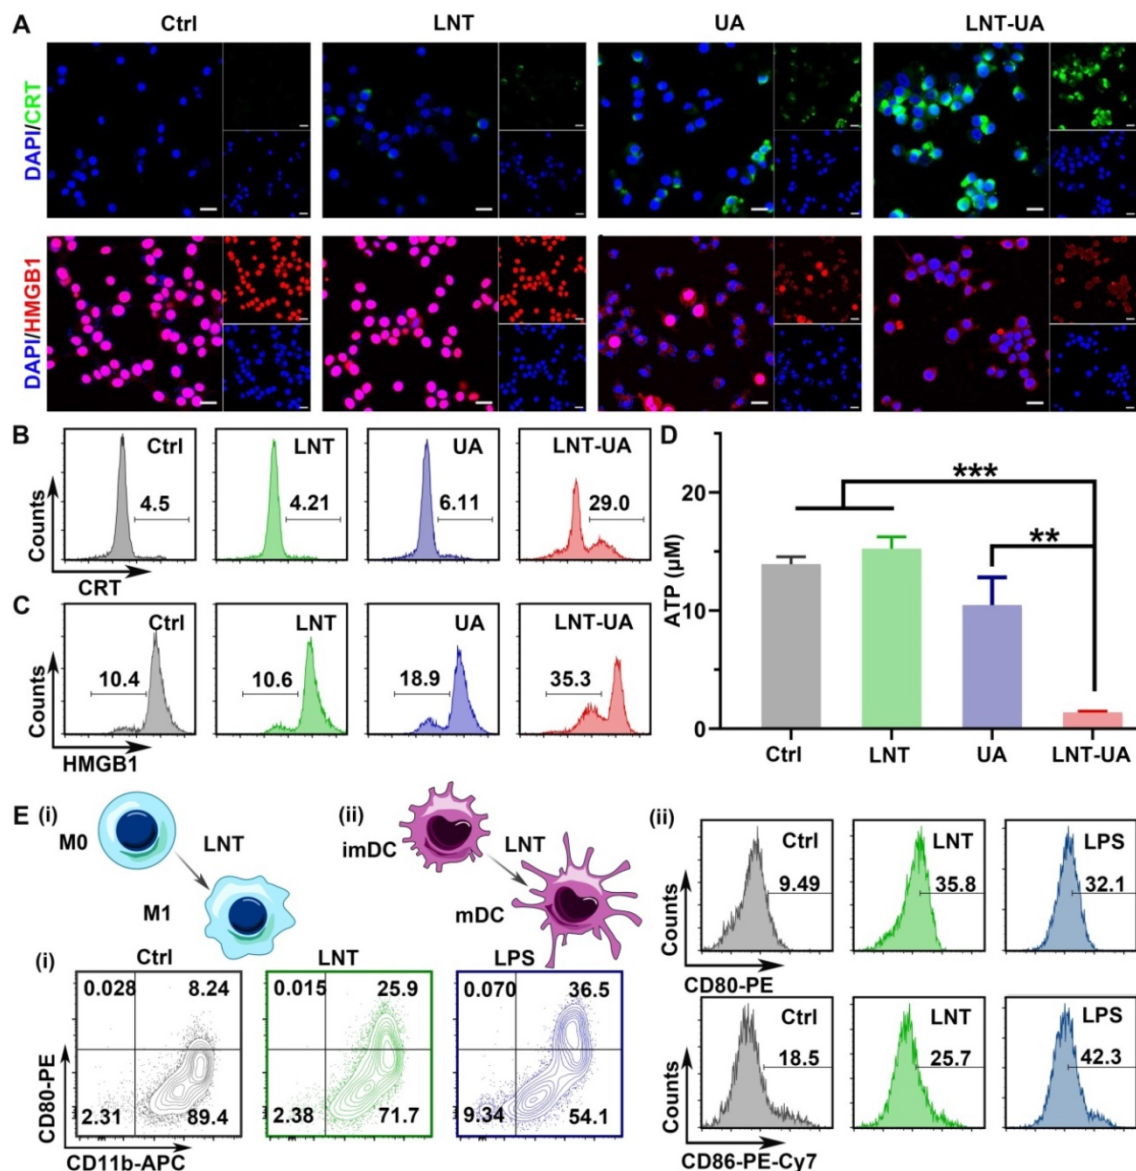 A Ctrl LNT UA LNT-UA
DAPI/CRT
DAPI/HMGB1
B Ctrl LNT UA LNT-UA
4.5 4.21 6.11 29.0
Counts
CRT
C Ctrl LNT UA LNT-UA
10.4 10.6 18.9 35.3
Counts
HMGB1
D
***
**
20
10
0
ATP (μM)
Ctrl LNT UA LNT-UA
E (i) (ii)
M0 LNT
M1
imDC LNT
mDC
(i) Ctrl LNT LPS
0.028 8.24 0.015 25.9 0.070 36.5
2.31 89.4 2.38 71.7 9.34 54.1
CD80-PE
CD11b-APC
(ii) Ctrl LNT LPS
9.49 35.8 32.1
Counts
CD80-PE
Ctrl LNT LPS
18.5 25.7 42.3
Counts
CD86-PE-Cy7